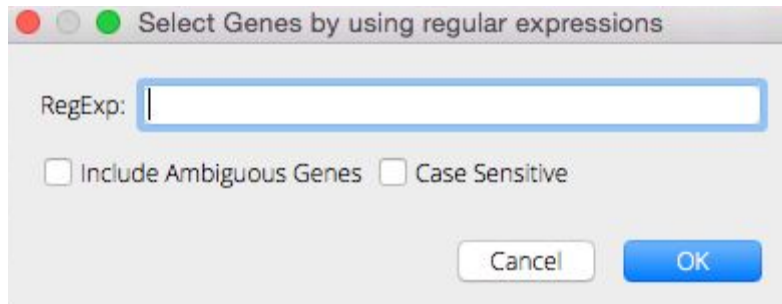 Select Genes by using regular expressions
RegExp:
Include Ambiguous Genes Case Sensitive
Cancel OK